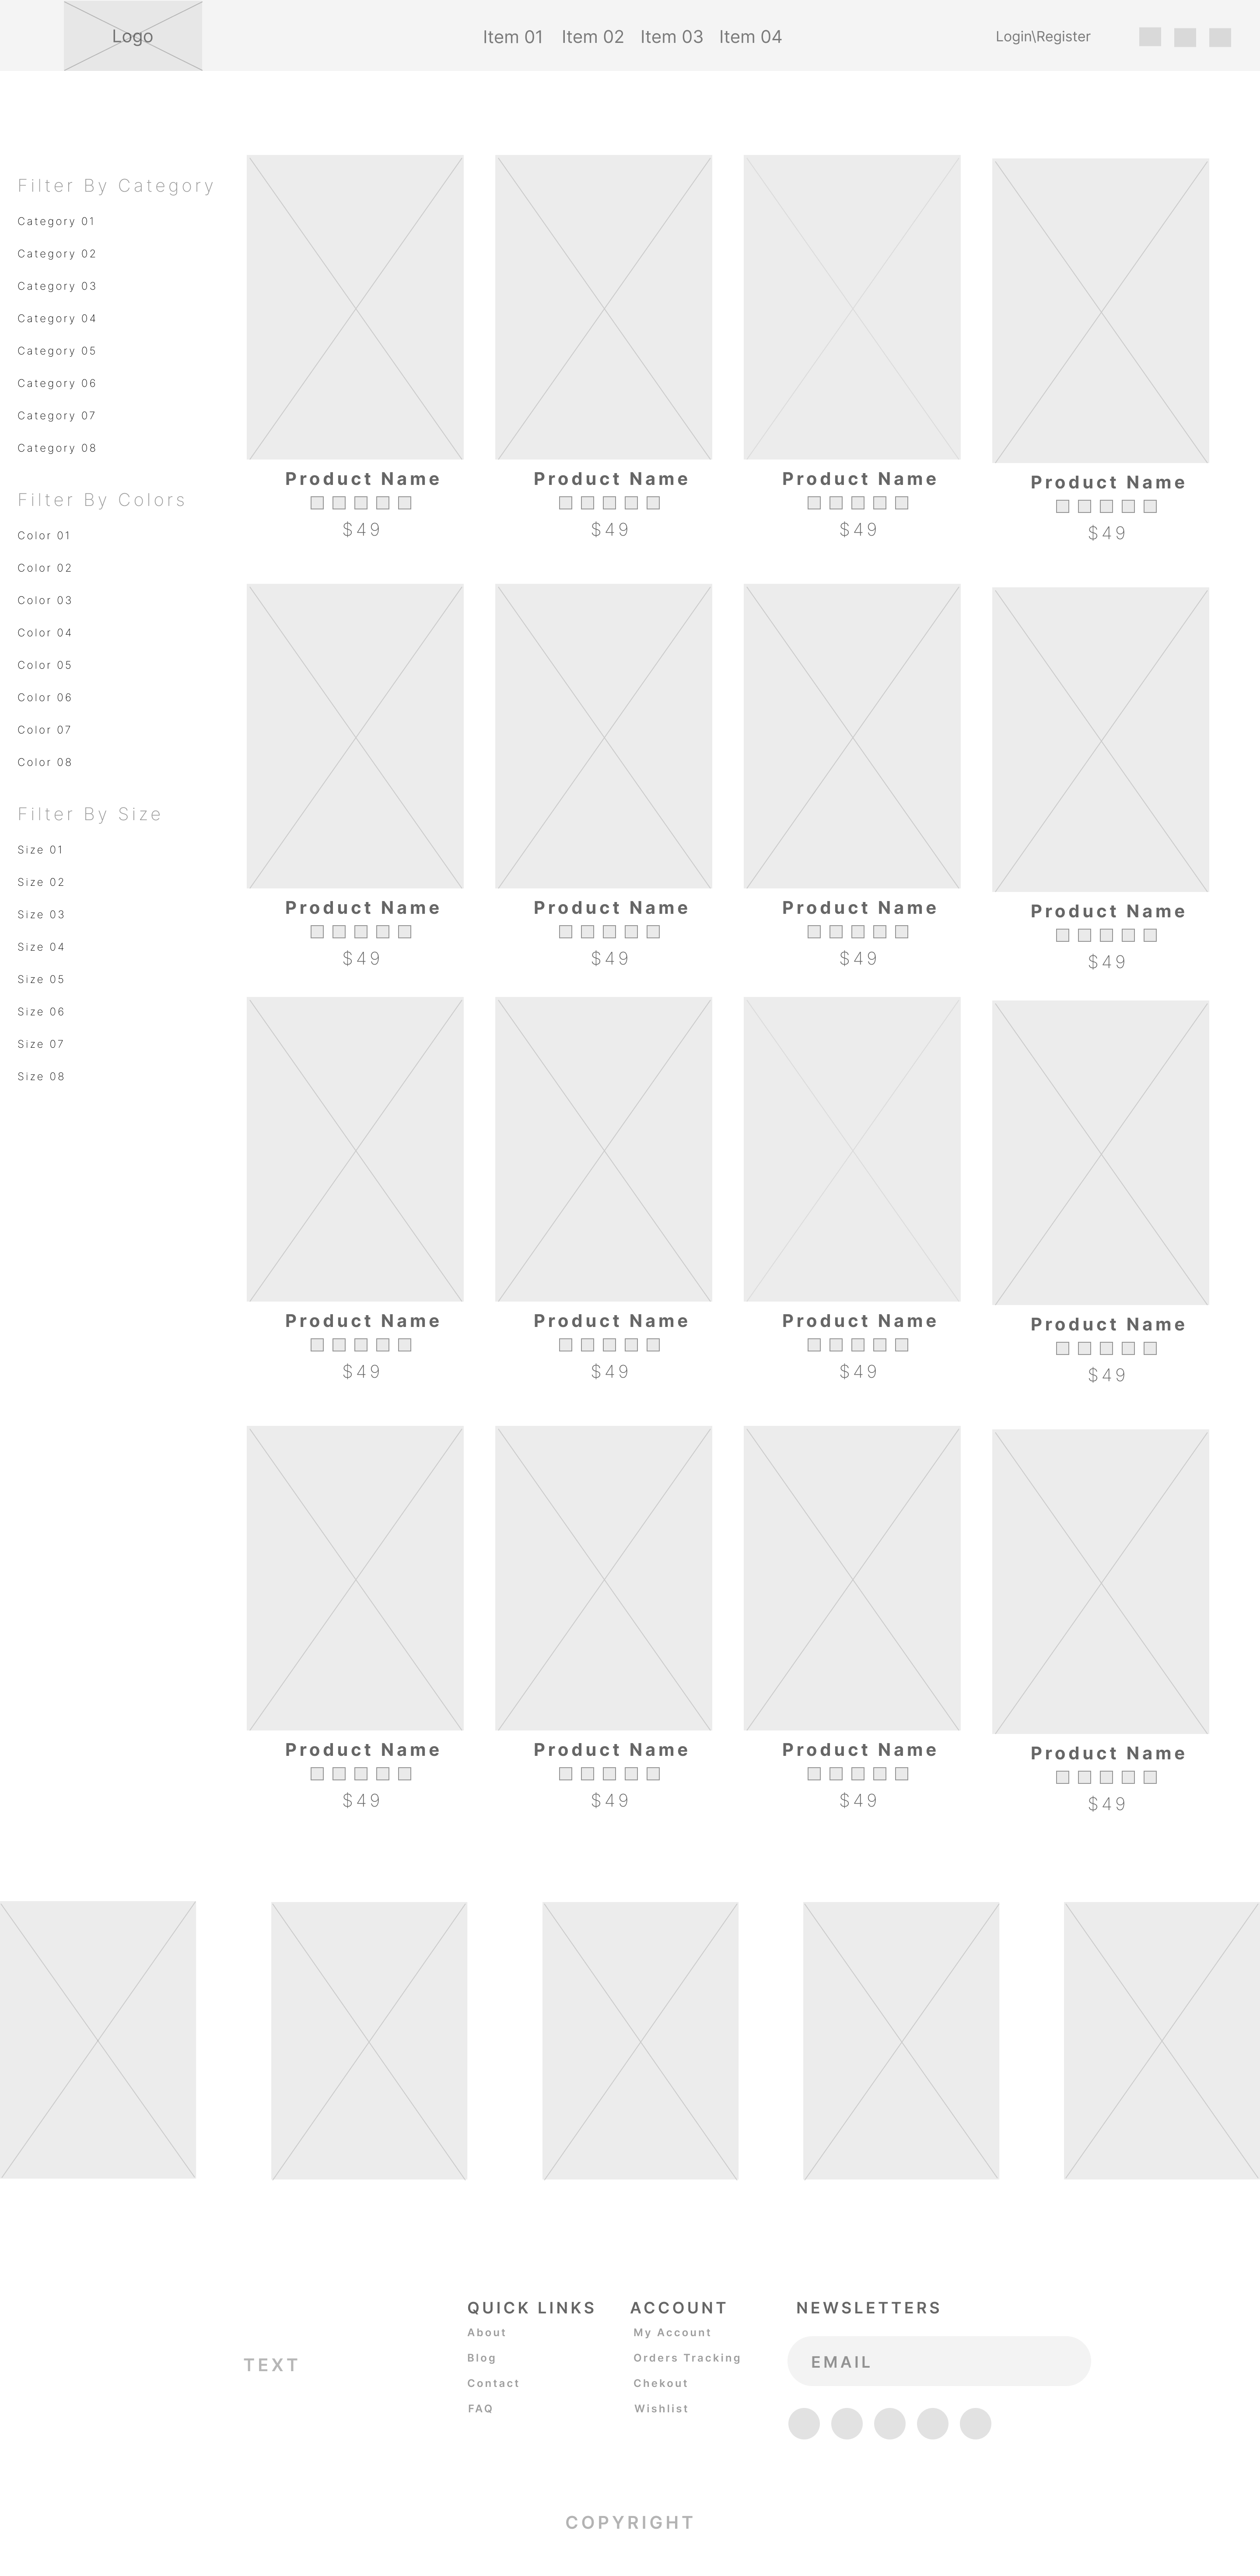 Logo
Item 01 Item 02 Item 03 Item 04
Login\Register
Filter By Category
Category 01
Category 02
Category 03
Category 04
Category 05
Category 06
Category 07
Category 08
Filter By Colors
Color 01
Color 02
Color 03
Color 04
Color 05
Color 06
Color 07
Color 08
Filter By Size
Size 01
Size 02
Size 03
Size 04
Size 05
Size 06
Size 07
Size 08
Product Name
$49
Product Name
$49
Product Name
$49
Product Name
$49
Product Name
$49
Product Name
$49
Product Name
$49
Product Name
$49
Product Name
$49
Product Name
$49
Product Name
$49
Product Name
$49
Product Name
$49
Product Name
$49
Product Name
$49
Product Name
$49
TEXT
QUICK LINKS
About
Blog
Contact
FAQ
ACCOUNT
My Account
Orders Tracking
Chekout
Wishlist
NEWSLETTERS
EMAIL
COPYRIGHT